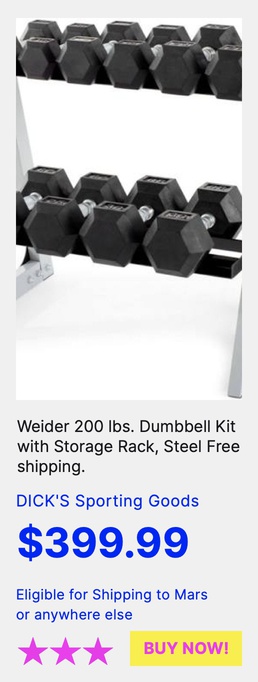 Weider 200 lbs. Dumbbell Kit
with Storage Rack, Steel Free
shipping.
DICK'S Sporting Goods
$399.99
Eligible for Shipping to Mars
or anywhere else
BUY NOW!